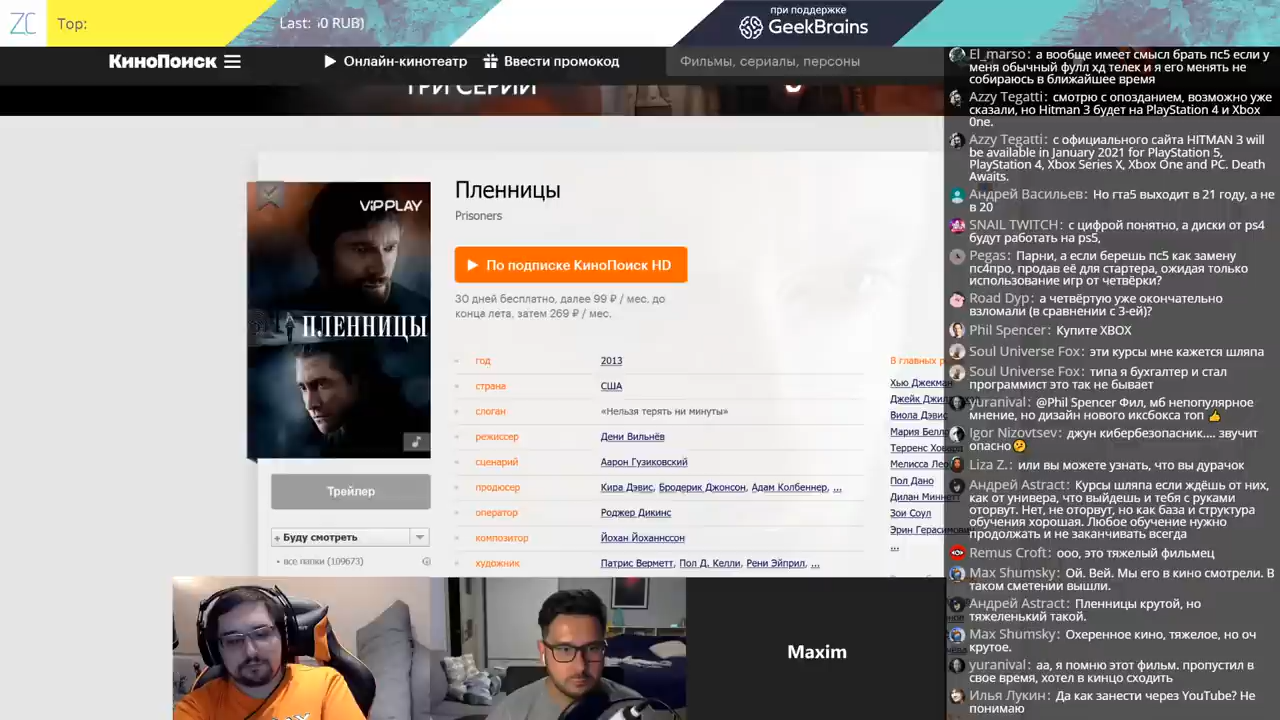 ZC
Top:
Last: :0 RUB)
при поддержке
GeekBrains
КиноПоиск
Онлайн-кинотеатр
Ввести промокод
Фильмы, сериалы, персоны
ТРИ СЕРИИ
VIP PLAY
ПЛЕННИЦЫ
Трейлер
+ Буду смотреть
• все папки (109673)
Пленницы
Prisoners
По подписке КиноПоиск HD
30 дней бесплатно, далее 99 ₽ / мес. до
конца лета, затем 269 ₽ / мес.
год 2013
страна США
слоган «Нельзя терять ни минуты»
режиссер Дени Вильнёв
сценарий Аарон Гузиковский
продюсер Кира Дэвис, Бродерик Джонсон, Адам Колбеннер, ...
оператор Роджер Дикинс
композитор Йохан Йоханнссон
художник Патрис Верметт, Пол Д. Келли, Рени Эйприл, ...
В главных р
Хью Джекман
Джейк
Виола Дэвис
Мария Белло
Терренс Ховард
Мелисса Лео
Пол Дано
Дилан Миннетт
Зои Соул
Эрин Герасимович
...
Maxim
El_marso: а вообще имеет смысл брать пс5 если у
меня обычный фулл хд телек и я его менять не
собираюсь в ближайшее время
Azzy Tegatti: смотрю с опозданием, возможно уже
сказали, но Hitman 3 будет на PlayStation 4 и Xbox
One.
Azzy Tegatti: с официального сайта HITMAN 3 will
be available in January 2021 for PlayStation 5,
PlayStation 4, Xbox Series X, Xbox One and PC. Death
Awaits.
Андрей Васильев: Но гта5 выходит в 21 году, а не
в 20
SNAIL TWITCH: с цифрой понятно, а диски от ps4
будут работать на ps5,
Pegas: Парни, а если берешь пс5 как замену
пс4про, продав её для стартера, ожидая только
использование игр от четвёрки?
Road Dyp: а четвёртую уже окончательно
взломали (в сравнении с 3-ей)?
Phil Spencer: Купите XBOX
Soul Universe Fox: эти курсы мне кажется шляпа
Soul Universe Fox: типа я бухгалтер и стал
программист это так не бывает
yuranival: @Phil Spencer Фил, мб непопулярное
мнение, но дизайн нового иксбокса топ 👍
Igor Nizovtsev: джун кибербезопасник.... звучит
опасно
Liza Z.: или вы можете узнать, что вы дурачок
Андрей Astract: Курсы шляпа если ждёшь от них,
как от универа, что выйдешь и тебя с руками
оторвут. Нет, не оторвут, но как база и структура
обучения хорошая. Любое обучение нужно
продолжать и не заканчивать всегда
Remus Croft: ооо, это тяжелый фильмец
Max Shumsky: Ой. Вей. Мы его в кино смотрели. В
таком сметении вышли.
Андрей Astract: Пленницы крутой, но
тяжеленький такой.
Max Shumsky: Охеренное кино, тяжелое, но оч
крутое.
yuranival: аа, я помню этот фильм. пропустил в
свое время, хотел в кинцо сходить
Илья Лукин: Да как занести через YouTube? Не
понимаю